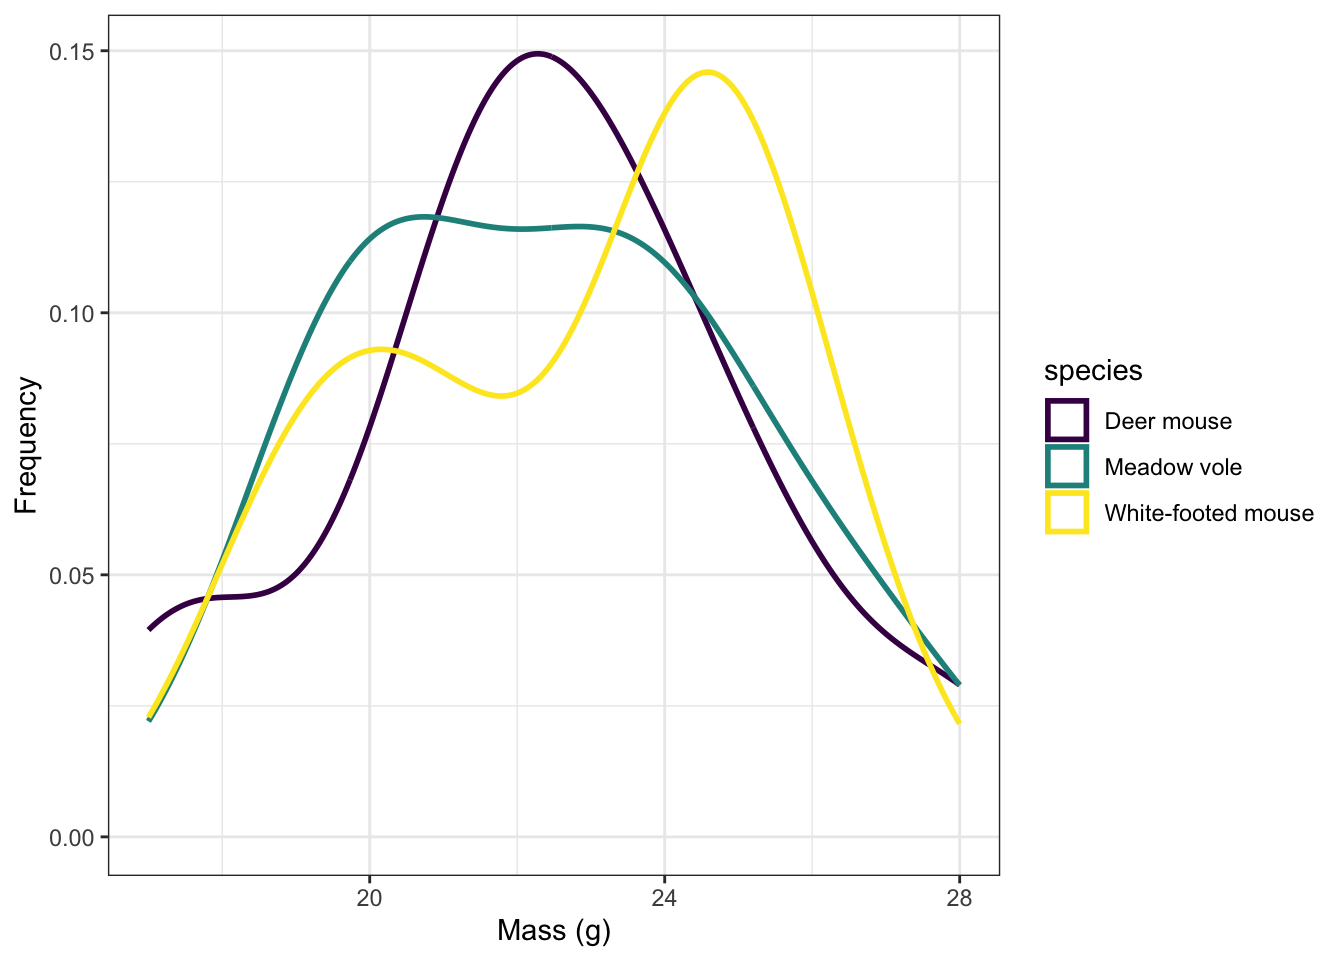 0.15
0.10
0.05
0.00
Frequency
20
24
28
Mass (g)
species
Deer mouse
Meadow vole
White-footed mouse